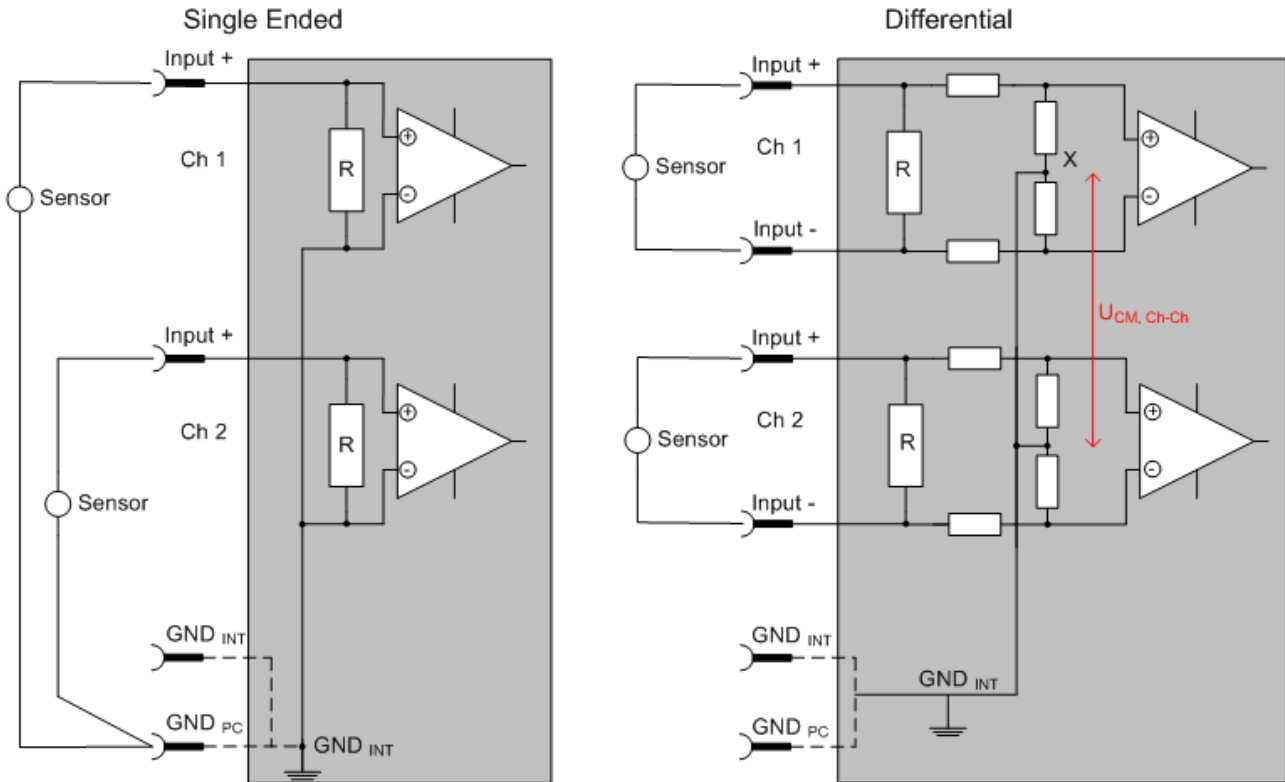 Single Ended
Differential
Input +
Ch 1
R
+
-
Sensor
Input +
Ch 2
R
+
-
Sensor
GND INT
GND PC
GND INT
Input +
Ch 1
R
X
+
-
Sensor
Input -
U CM, Ch-Ch
Input +
Ch 2
R
+
-
Sensor
Input -
GND INT
GND INT
GND PC